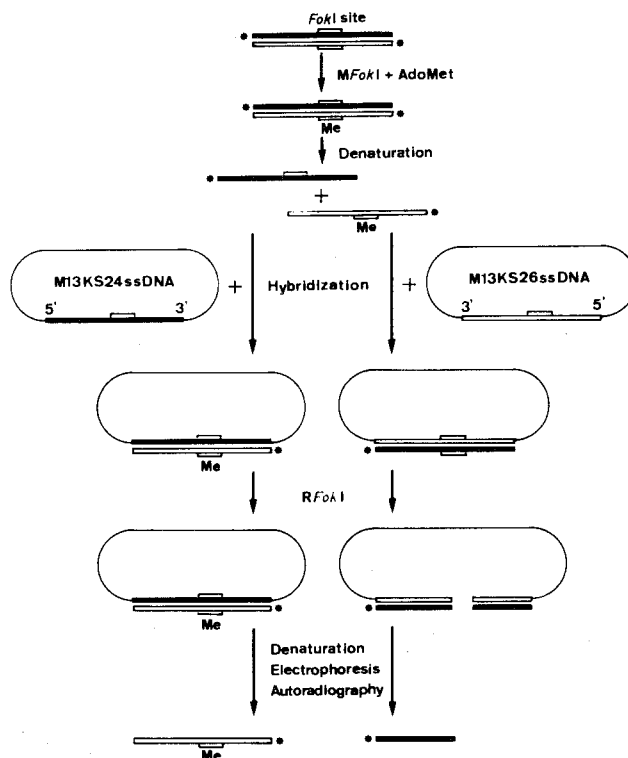 FokI site
MFokI + AdoMet
Me
Denaturation
+
Me
M13KS24ssDNA
5' 3'
+
Hybridization
+
M13KS26ssDNA
3' 5'
Me
RFokI
Me
Denaturation
Electrophoresis
Autoradiography
Me